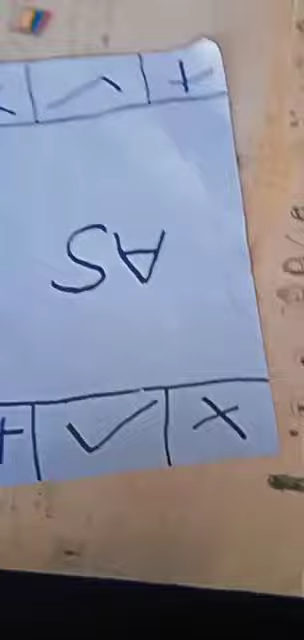 + ✓ ×
AS
+ ✓ ×